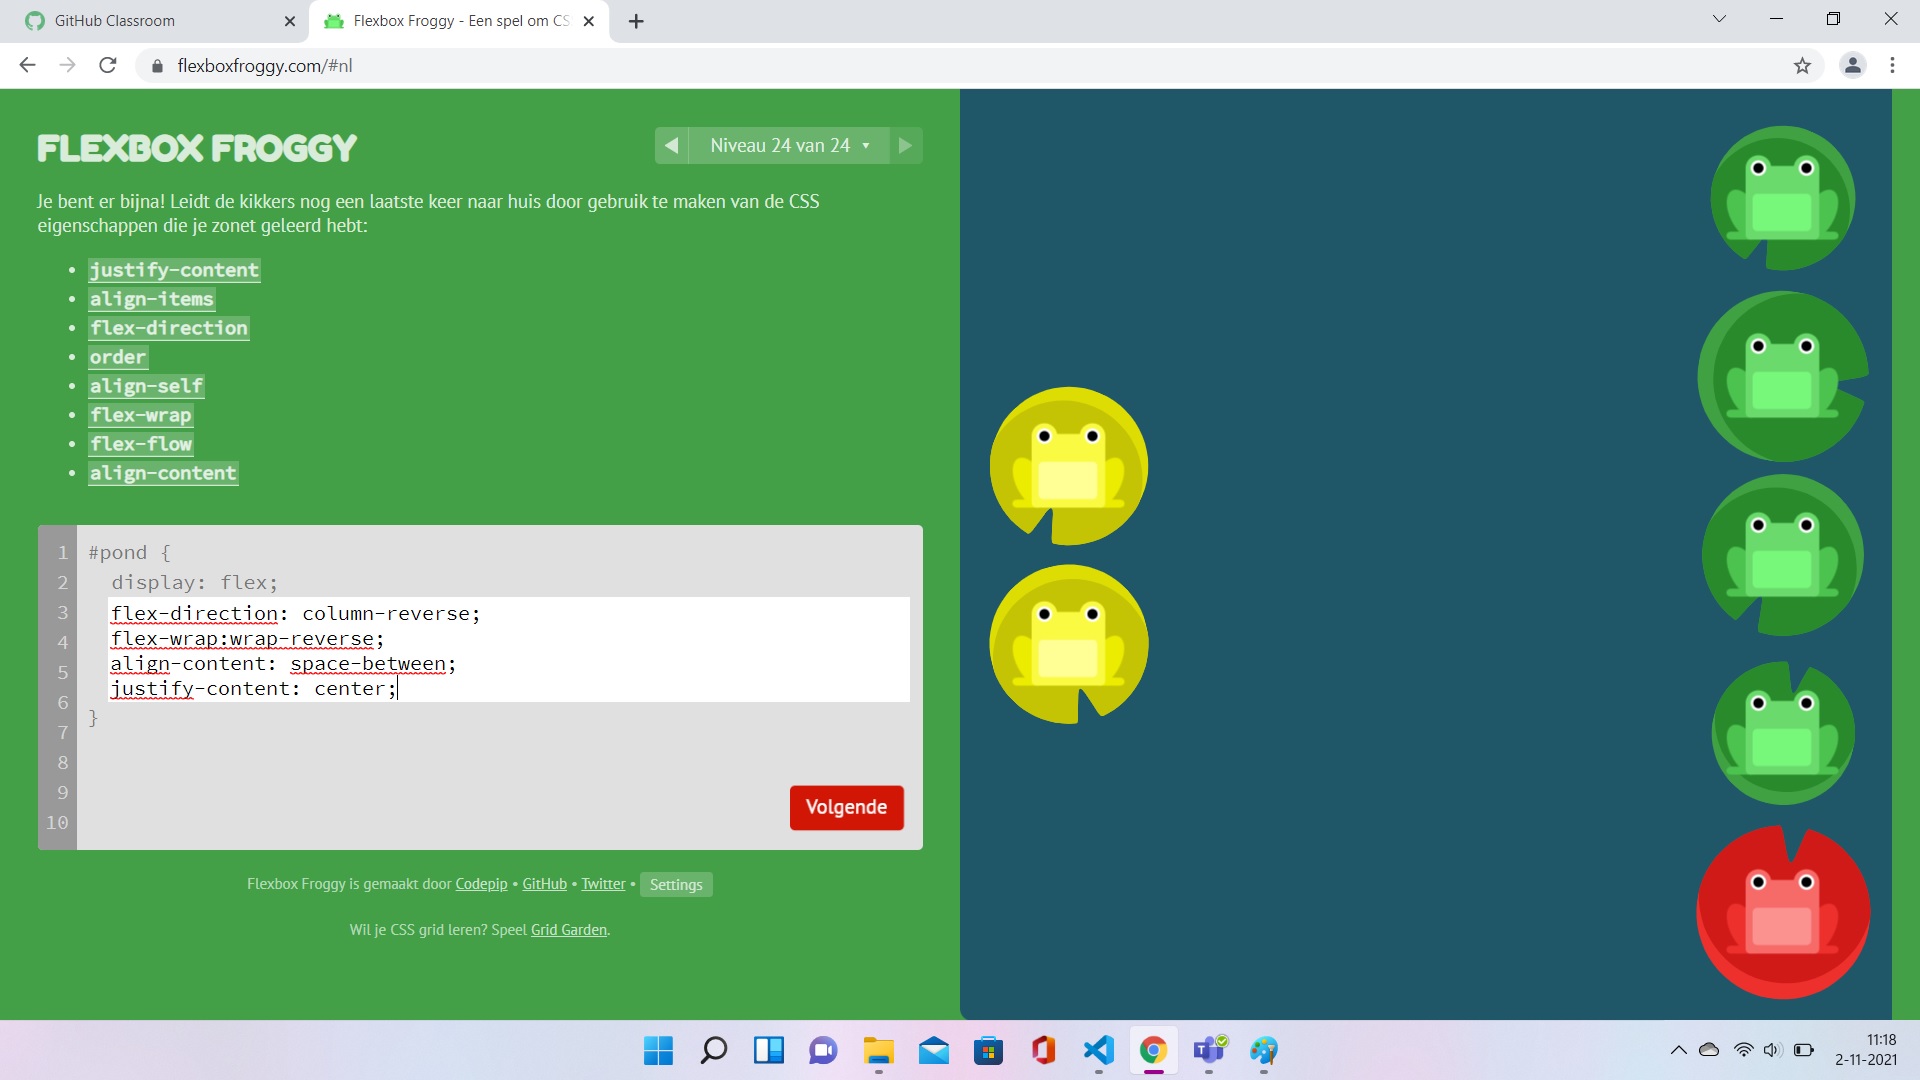 GitHub Classroom
Flexbox Froggy - Een spel om CS
flexboxfroggy.com/#nl
FLEXBOX FROGGY
Niveau 24 van 24
Je bent er bijna! Leidt de kikkers nog een laatste keer naar huis door gebruik te maken van de CSS
eigenschappen die je zonet geleerd hebt:
• justify-content
• align-items
• flex-direction
• order
• align-self
• flex-wrap
• flex-flow
• align-content
1 #pond {
2 display: flex;
3 flex-direction: column-reverse;
4 flex-wrap:wrap-reverse;
5 align-content: space-between;
6 justify-content: center;
7 }
8
9
10
Volgende
Flexbox Froggy is gemaakt door Codepip • GitHub • Twitter • Settings
Wil je CSS grid leren? Speel Grid Garden.
11:18
2-11-2021